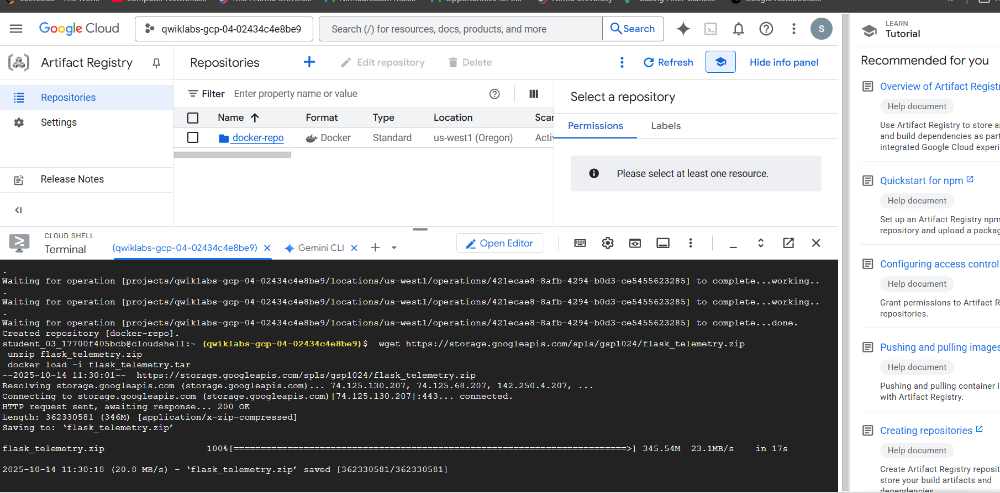 Google Cloud
qwiklabs-gcp-04-02434c4e8be9
Search (/) for resources, docs, products, and more
Search
S
LEARN
Tutorial
Artifact Registry
Repositories
Edit repository
Delete
Refresh
Hide info panel
Recommended for you
Repositories
Settings
Release Notes
Filter Enter property name or value
Name Format Type Location Scar
docker-repo Docker Standard us-west1 (Oregon) Activ
Select a repository
Permissions Labels
Please select at least one resource.
Overview of Artifact Registr
Help document
Use Artifact Registry to store a
and build dependencies as part
integrated Google Cloud experi
Quickstart for npm
Help document
Set up an Artifact Registry npm
repository and upload a packag
Configuring access control
Help document
Grant permissions to Artifact R
repositories.
Pushing and pulling images
Help document
Pushing and pulling container i
with Artifact Registry.
Creating repositories
Help document
Create Artifact Registry reposit
store your build artifacts and
dependencies
CLOUD SHELL
Terminal
(qwiklabs-gcp-04-02434c4e8be9)
Gemini CLI
Open Editor
.
Waiting for operation [projects/qwiklabs-gcp-04-02434c4e8be9/locations/us-west1/operations/421ecae8-8afb-4294-b0d3-ce5455623285] to complete...working..
.
Waiting for operation [projects/qwiklabs-gcp-04-02434c4e8be9/locations/us-west1/operations/421ecae8-8afb-4294-b0d3-ce5455623285] to complete...working..
.
Waiting for operation [projects/qwiklabs-gcp-04-02434c4e8be9/locations/us-west1/operations/421ecae8-8afb-4294-b0d3-ce5455623285] to complete...done.
Created repository [docker-repo].
student_03_17700f405bcb@cloudshell:~ (qwiklabs-gcp-04-02434c4e8be9)$ wget https://storage.googleapis.com/spls/gsp1024/flask_telemetry.zip
unzip flask_telemetry.zip
docker load -i flask_telemetry.tar
--2025-10-14 11:30:01-- https://storage.googleapis.com/spls/gsp1024/flask_telemetry.zip
Resolving storage.googleapis.com (storage.googleapis.com)... 74.125.130.207, 74.125.68.207, 142.250.4.207, ...
Connecting to storage.googleapis.com (storage.googleapis.com)|74.125.130.207|:443... connected.
HTTP request sent, awaiting response... 200 OK
Length: 362330581 (346M) [application/x-zip-compressed]
Saving to: ‘flask_telemetry.zip’
flask_telemetry.zip 100%[=========================================================================>] 345.54M 23.1MB/s in 17s
2025-10-14 11:30:18 (20.8 MB/s) - ‘flask_telemetry.zip’ saved [362330581/362330581]